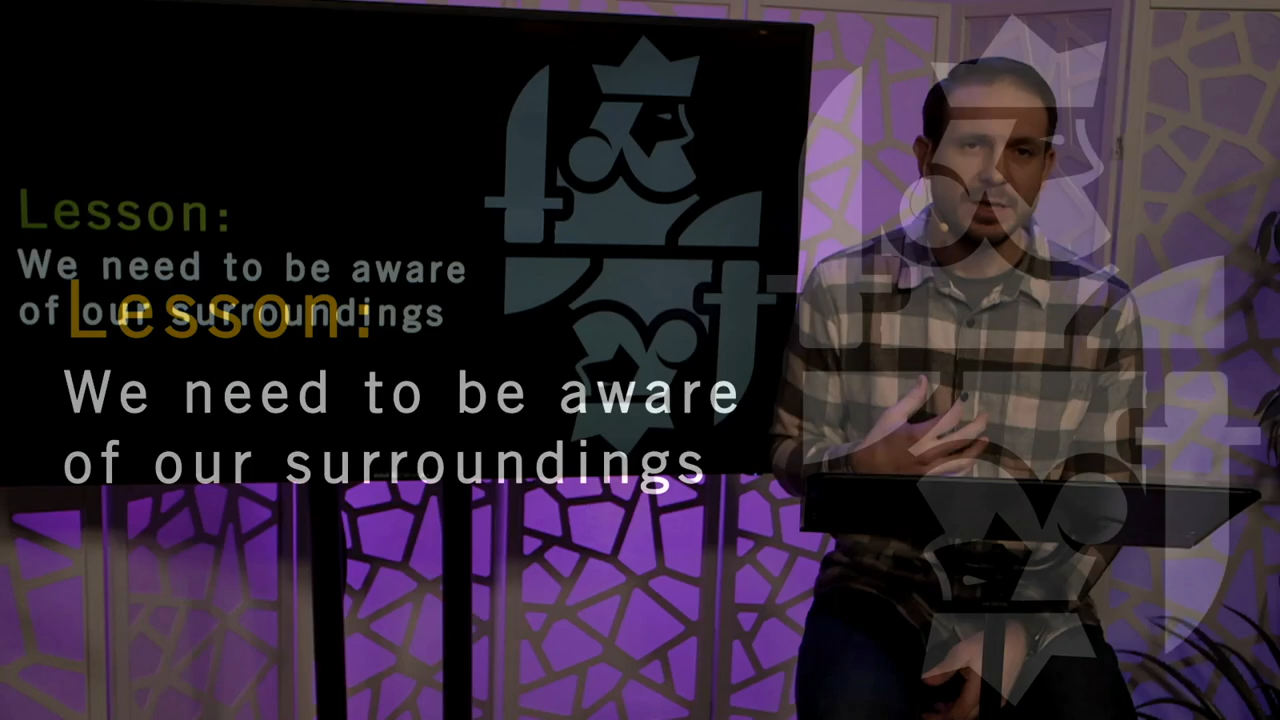 Lesson:
We need to be aware
of our surroundings
Lesson:
We need to be aware
of our surroundings